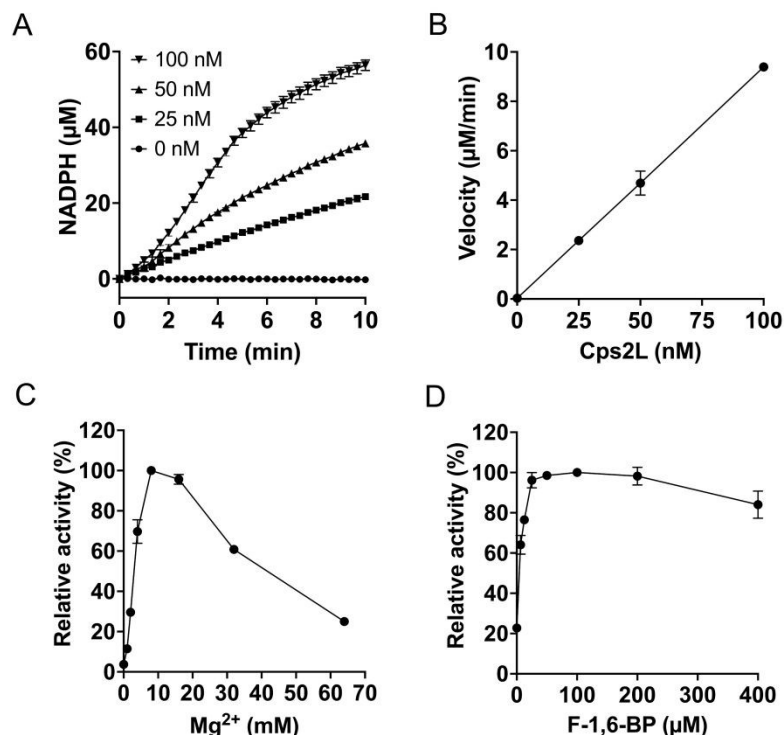 A
NADPH (µM)
60
40
20
0
100 nM
50 nM
25 nM
0 nM
0 2 4 6 8 10
Time (min)
B
Velocity (µM/min)
10
8
6
4
2
0
0 25 50 75 100
Cps2L (nM)
C
Relative activity (%)
120
100
80
60
40
20
0
0 10 20 30 40 50 60 70
Mg²⁺ (mM)
D
Relative activity (%)
120
100
80
60
40
20
0
0 100 200 300 400
F-1,6-BP (µM)